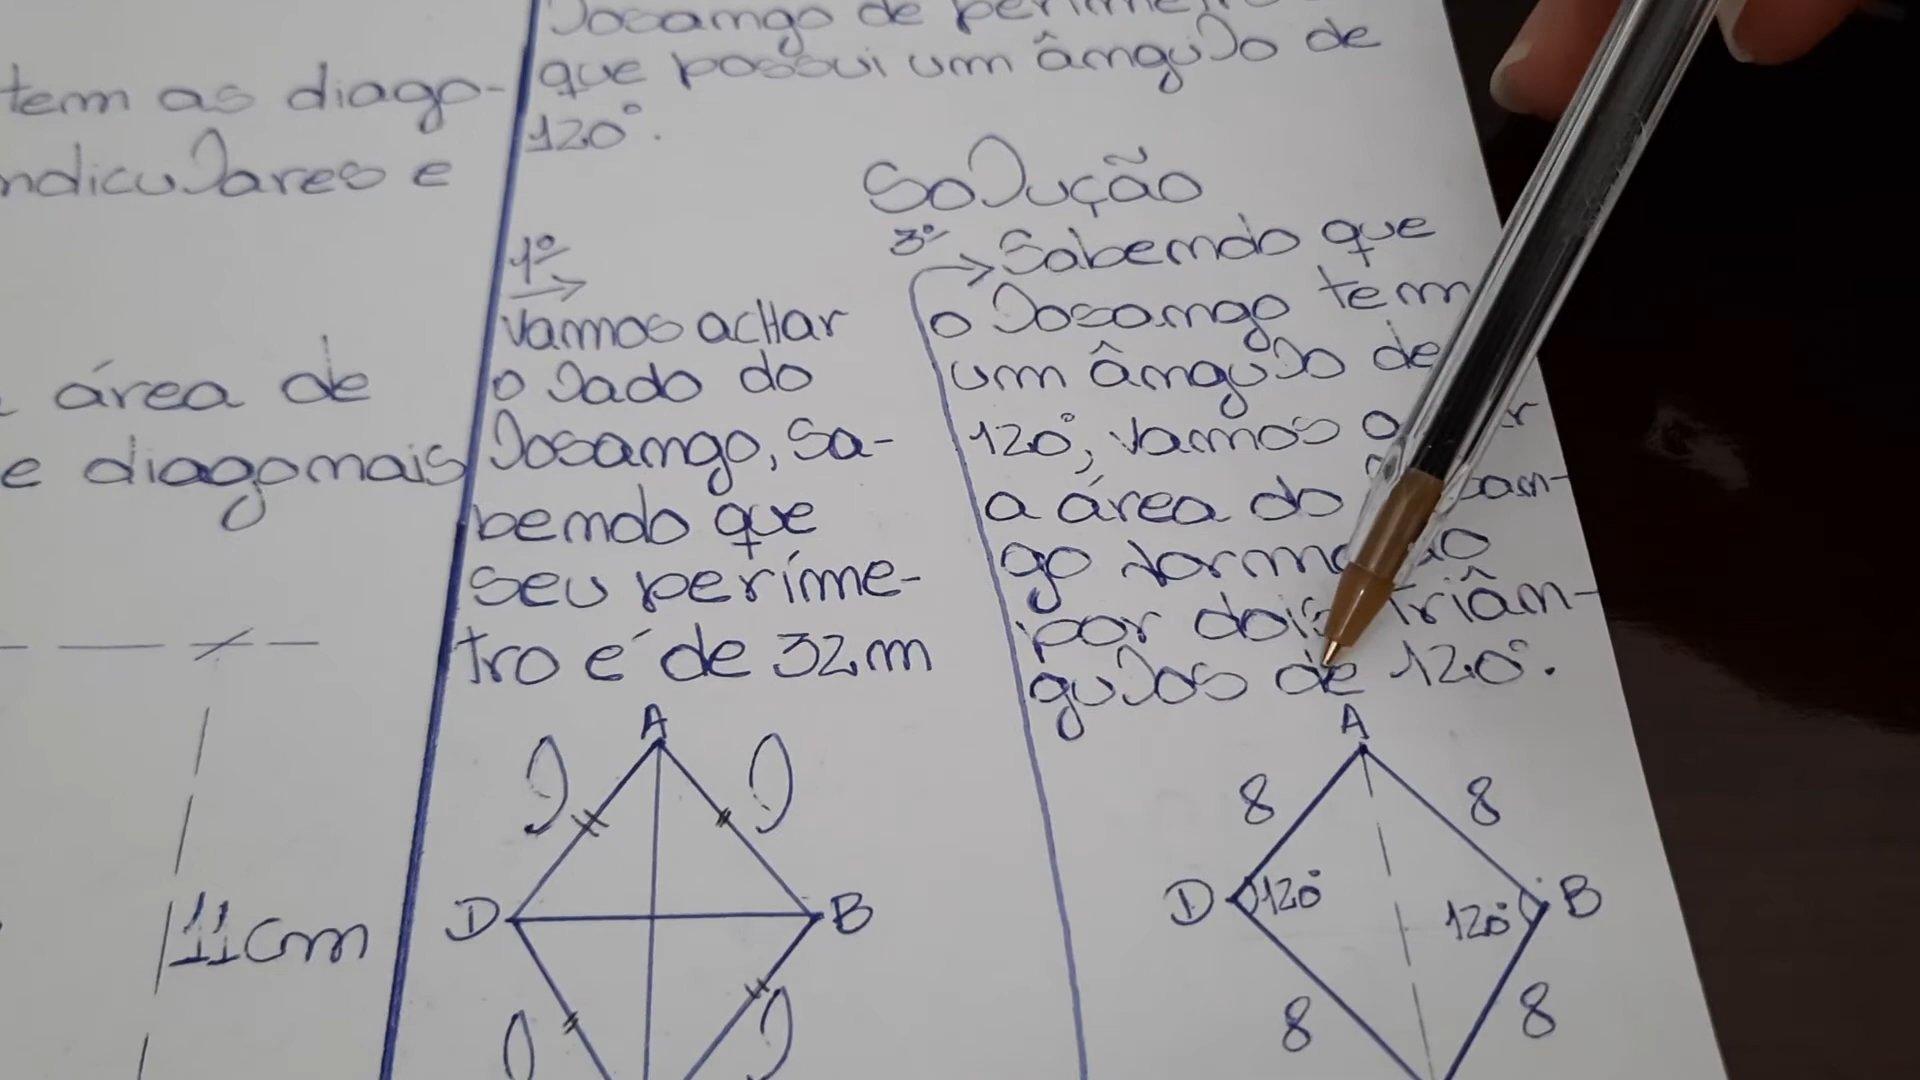 losango de perímetro
que possui um ângulo de
120°.
tem as diago-
ndiculares e
área de
e diagonais
11cm
Solução
1º
Vamos acHar
o lado do
losango, sa-
bendo que
seu períme-
tro é de 32m
A
l l
D B
l l
3º
Sabendo que
o losango tem
um ângulo de
120°, vamos
a área do
go
por dois triân-
gulos de 120°.
A
8 8
D 120° 120° B
8 8